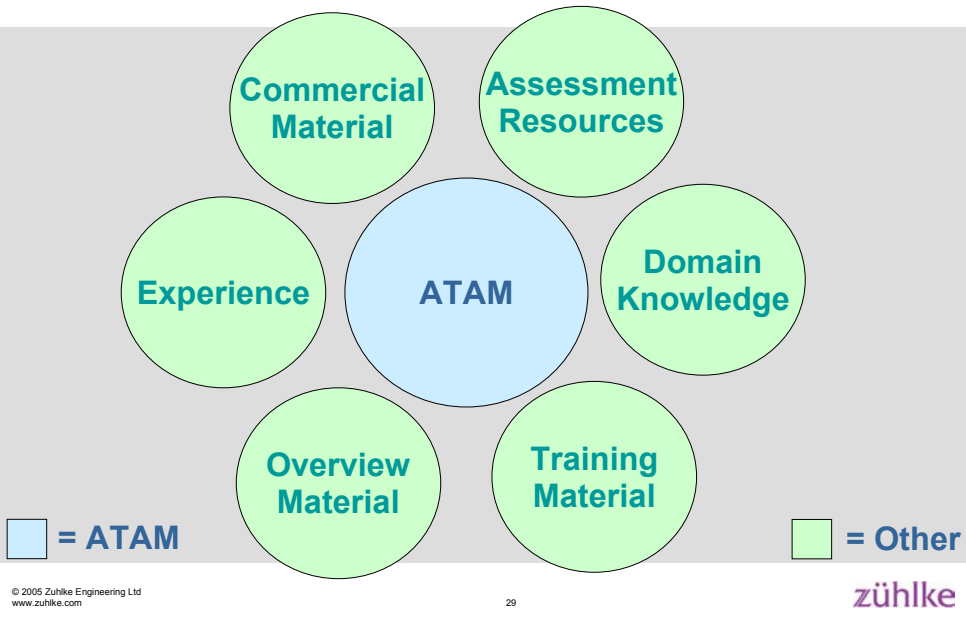 Commercial
Material
Assessment
Resources
Experience
ATAM
Domain
Knowledge
Overview
Material
Training
Material
= ATAM
= Other
© 2005 Zuhlke Engineering Ltd
www.zuhlke.com
29
zühlke